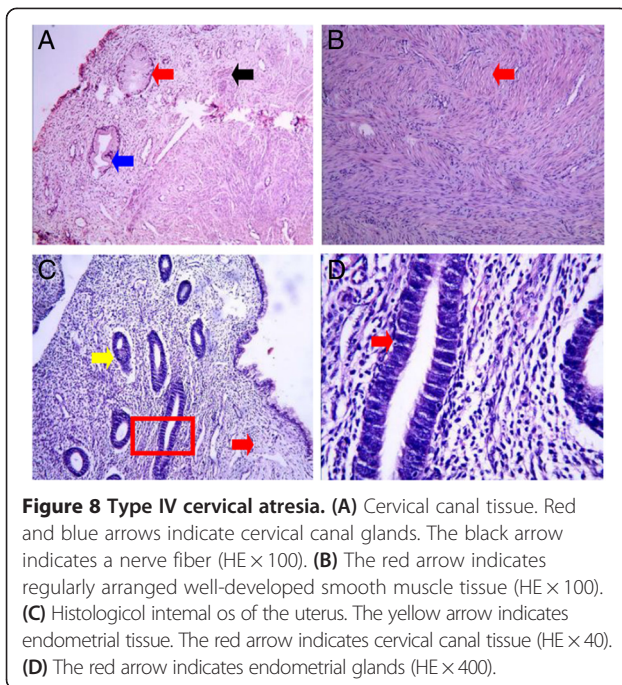 A
B
C
D
Figure 8 Type IV cervical atresia. (A) Cervical canal tissue. Red
and blue arrows indicate cervical canal glands. The black arrow
indicates a nerve fiber (HE × 100). (B) The red arrow indicates
regularly arranged well-developed smooth muscle tissue (HE × 100).
(C) Histologicol internal os of the uterus. The yellow arrow indicates
endometrial tissue. The red arrow indicates cervical canal tissue (HE × 40).
(D) The red arrow indicates endometrial glands (HE × 400).